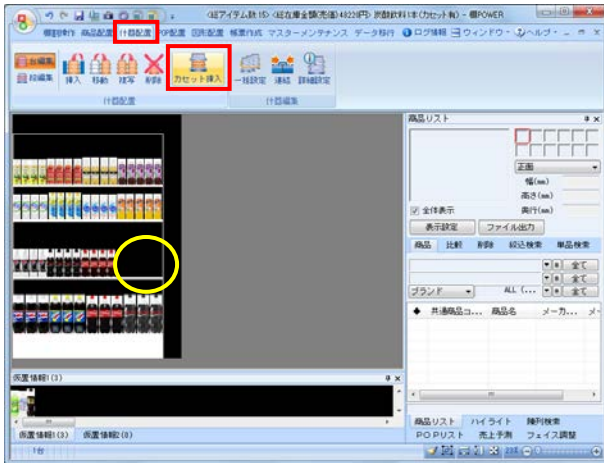 <総アイテム数:15> <総在庫金額(売価)48220円> 炭酸飲料1本(カセット有) - 棚POWER
棚割操作 商品配置 什器配置 POP配置 図形配置 帳票作成 マスターメンテナンス データ移行 ログ情報 ウィンドウ ヘルプ
台編集
段編集
挿入 移動 複写 削除 カセット挿入 一括設定 連結 詳細設定
什器配置 什器編集
商品リスト
正面
幅(mm)
高さ(mm)
全体表示 奥行(mm)
表示設定 ファイル出力
商品 比較 削除 絞込検索 単品検索
全て
全て
ブランド ALL (... 全て
共通商品コ... 商品名 メーカ... メ
仮置情報1(3)
仮置情報1(3) 仮置情報2(0)
商品リスト ハイライト 陳列検索
POPリスト 売上予測 フェイス調整
1台 23%